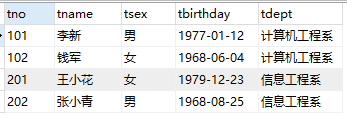 tno tname tsex tbirthday tdept
101 李新 男 1977-01-12 计算机工程系
102 钱军 女 1968-06-04 计算机工程系
201 王小花 女 1979-12-23 信息工程系
202 张小青 男 1968-08-25 信息工程系